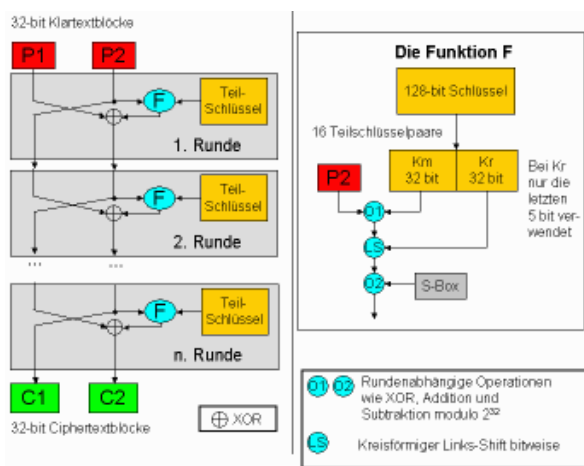 32-bit Klartextblöcke
P1 P2
F
Teil-
Schlüssel
1. Runde
F
Teil-
Schlüssel
2. Runde
... ...
F
Teil-
Schlüssel
n. Runde
C1 C2
32-bit Ciphertextblöcke
⊕ XOR
Die Funktion F
128-bit Schlüssel
16 Teilschlüsselpaare
Km
32 bit
Kr
32 bit
P2
Bei Kr
nur die
letzten
5 bit ver-
wendet
O1
LS
O2
S-Box
O1 O2 Rundenabhängige Operationen
wie XOR, Addition und
Subtraktion modulo 2³²
LS Kreisförmiger Links-Shift bitweise